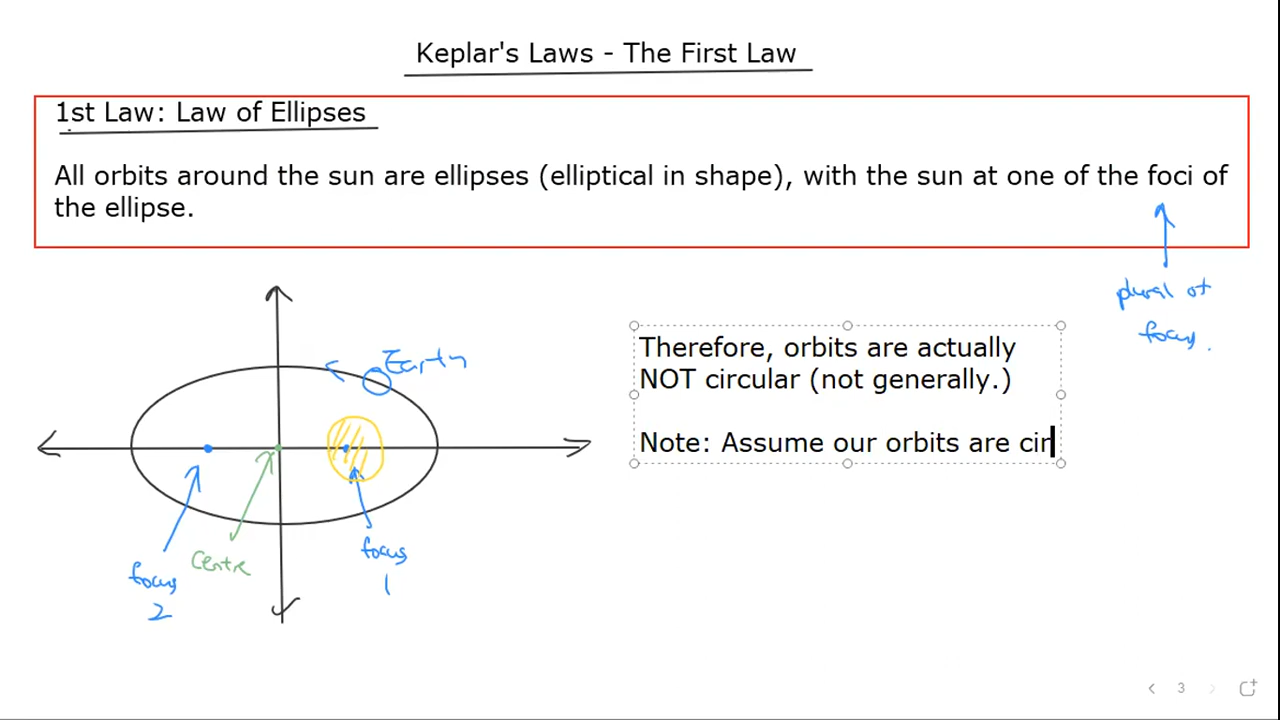 Keplar's Laws - The First Law
1st Law: Law of Ellipses
All orbits around the sun are ellipses (elliptical in shape), with the sun at one of the foci of
the ellipse.
plural of
focus.
Earth
Therefore, orbits are actually
NOT circular (not generally.)
Note: Assume our orbits are cir
focus
1
Centre
focus
2
3